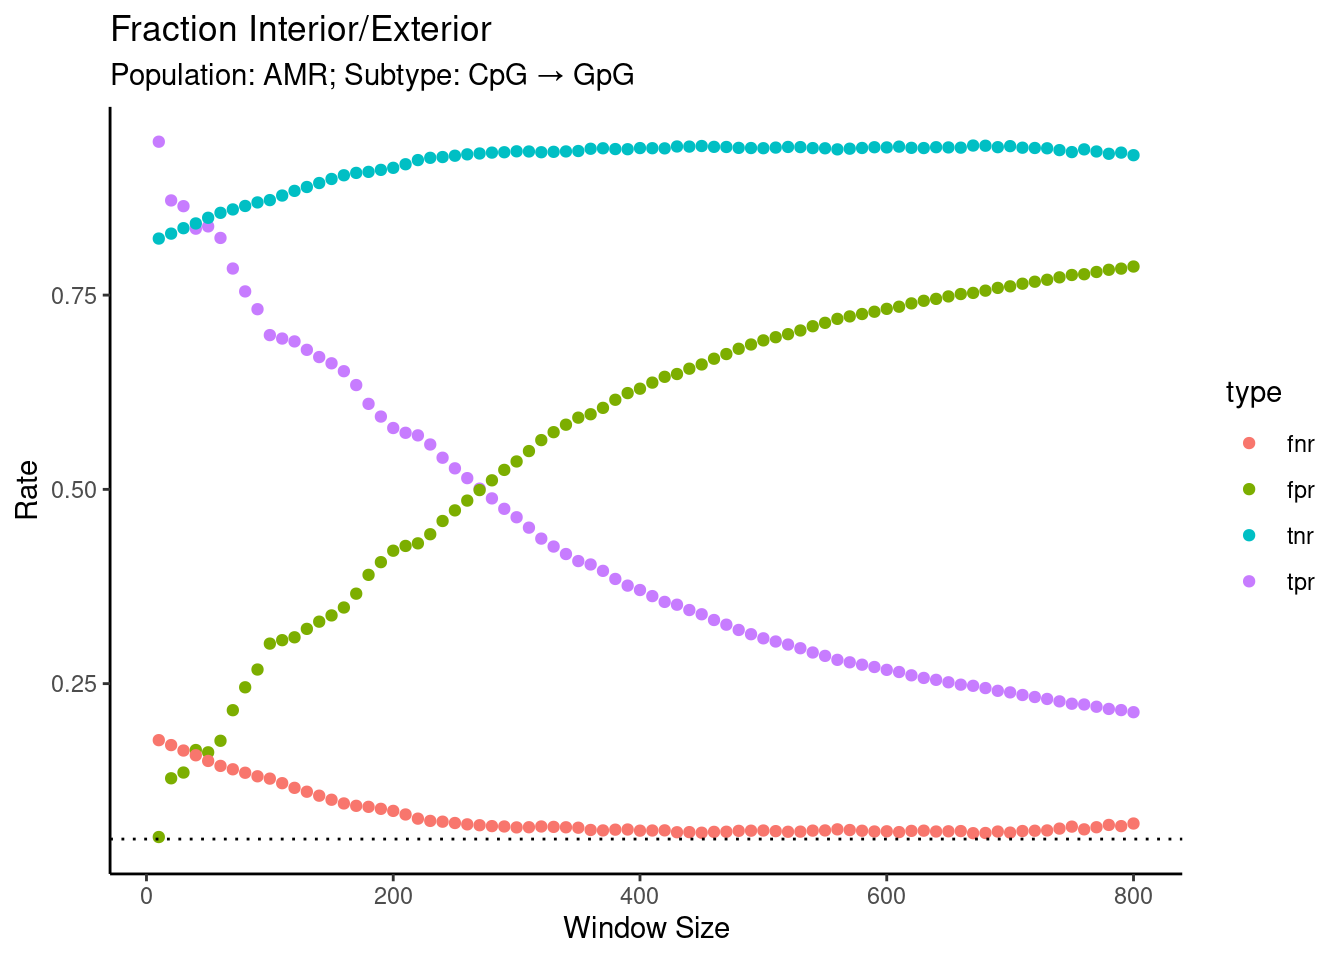 Fraction Interior/Exterior
Population: AMR; Subtype: CpG → GpG
Rate
0.75
0.50
0.25
0
200
400
600
800
Window Size
type
fnr
fpr
tnr
tpr